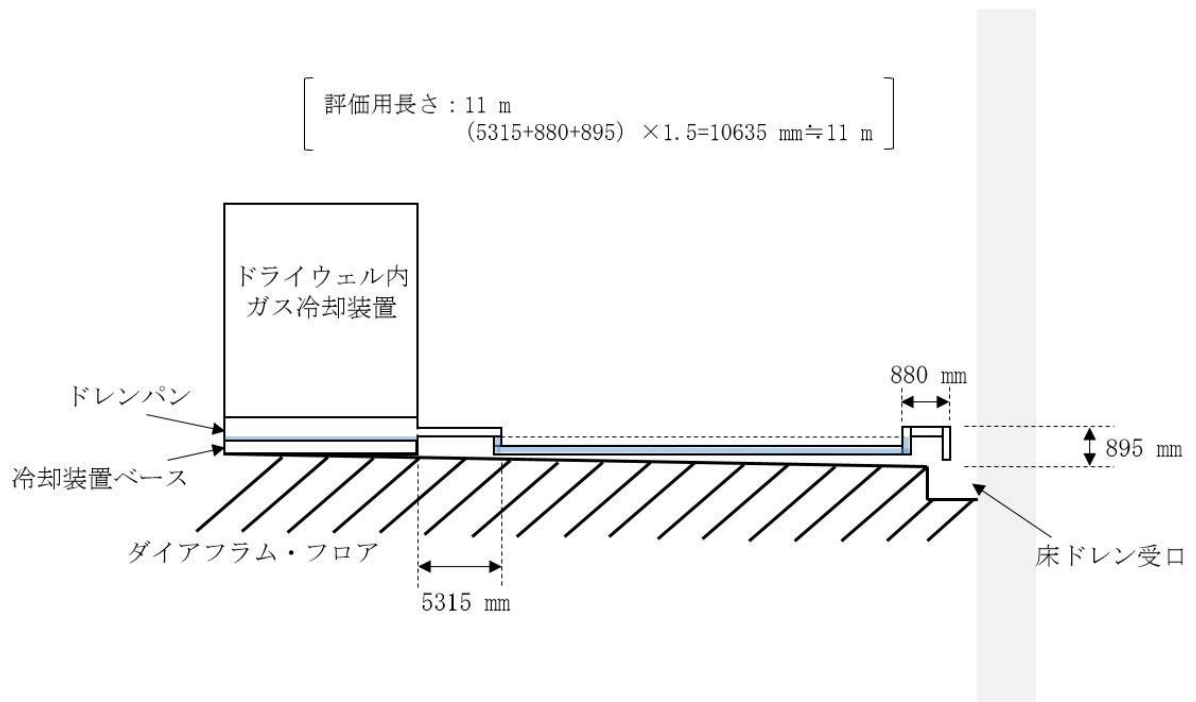 評価用長さ：11 m
(5315+880+895) ×1.5=10635 mm≒11 m
ドライウェル内
ガス冷却装置
880 mm
ドレンパン
895 mm
冷却装置ベース
ダイアフラム・フロア
床ドレン受口
5315 mm